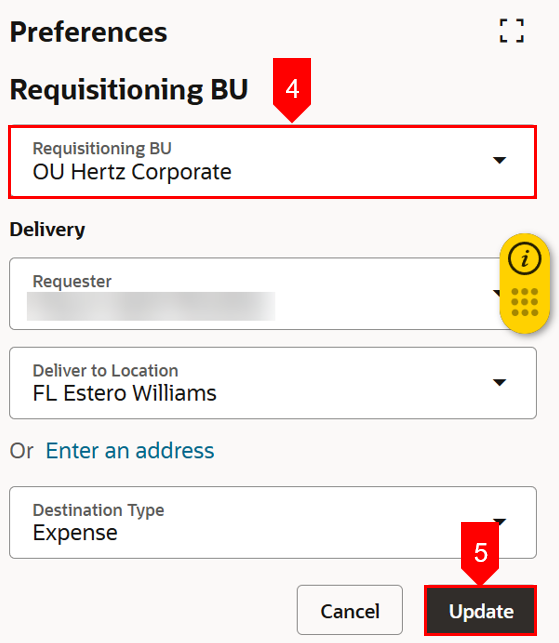 Preferences
Requisitioning BU
4
Requisitioning BU
OU Hertz Corporate
Delivery
Requester
i
Deliver to Location
FL Estero Williams
Or Enter an address
Destination Type
Expense
5
Cancel
Update